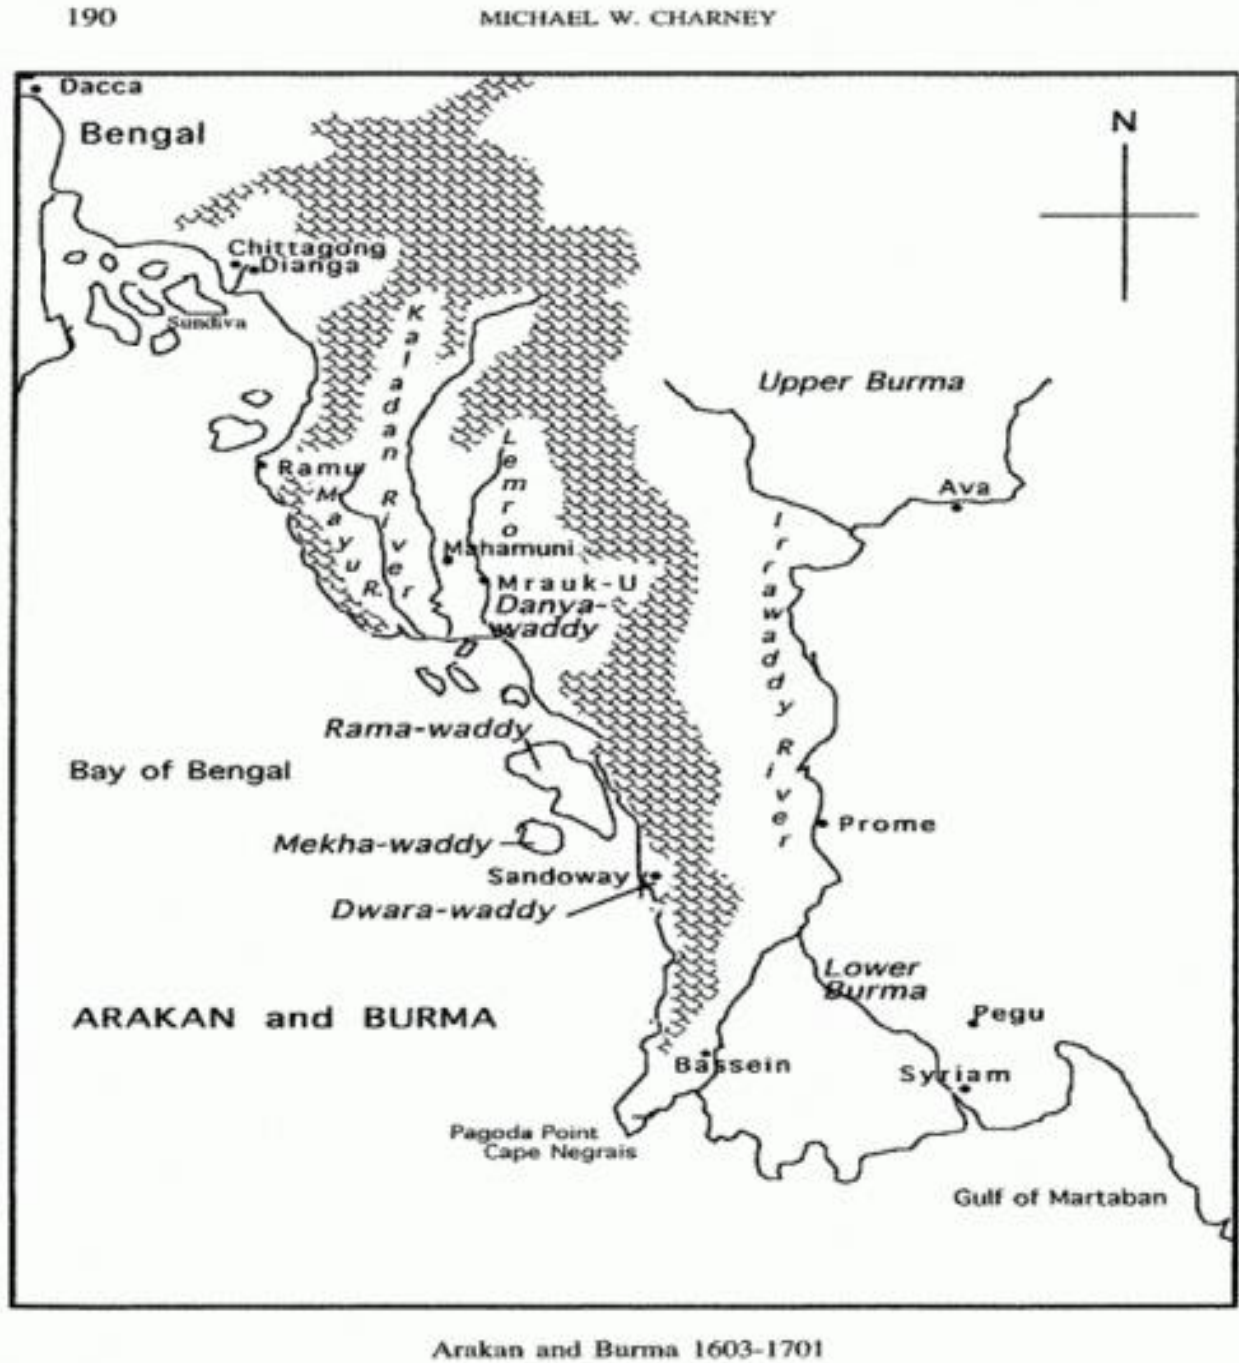 190
MICHAEL W. CHARNEY
Dacca
Bengal
N
Chittagong
Dianga
Sundiva
Kaladan River
Upper Burma
Lemro
Ramu
Mayu R.
Ava
Irrawaddy River
Mahamuni
Mrauk-U
Danya-
waddy
Rama-waddy
Bay of Bengal
Prome
Mekha-waddy
Sandoway
Dwara-waddy
Lower
Burma
ARAKAN and BURMA
Pegu
Bassein
Syriam
Pagoda Point
Cape Negrais
Gulf of Martaban
Arakan and Burma 1603-1701